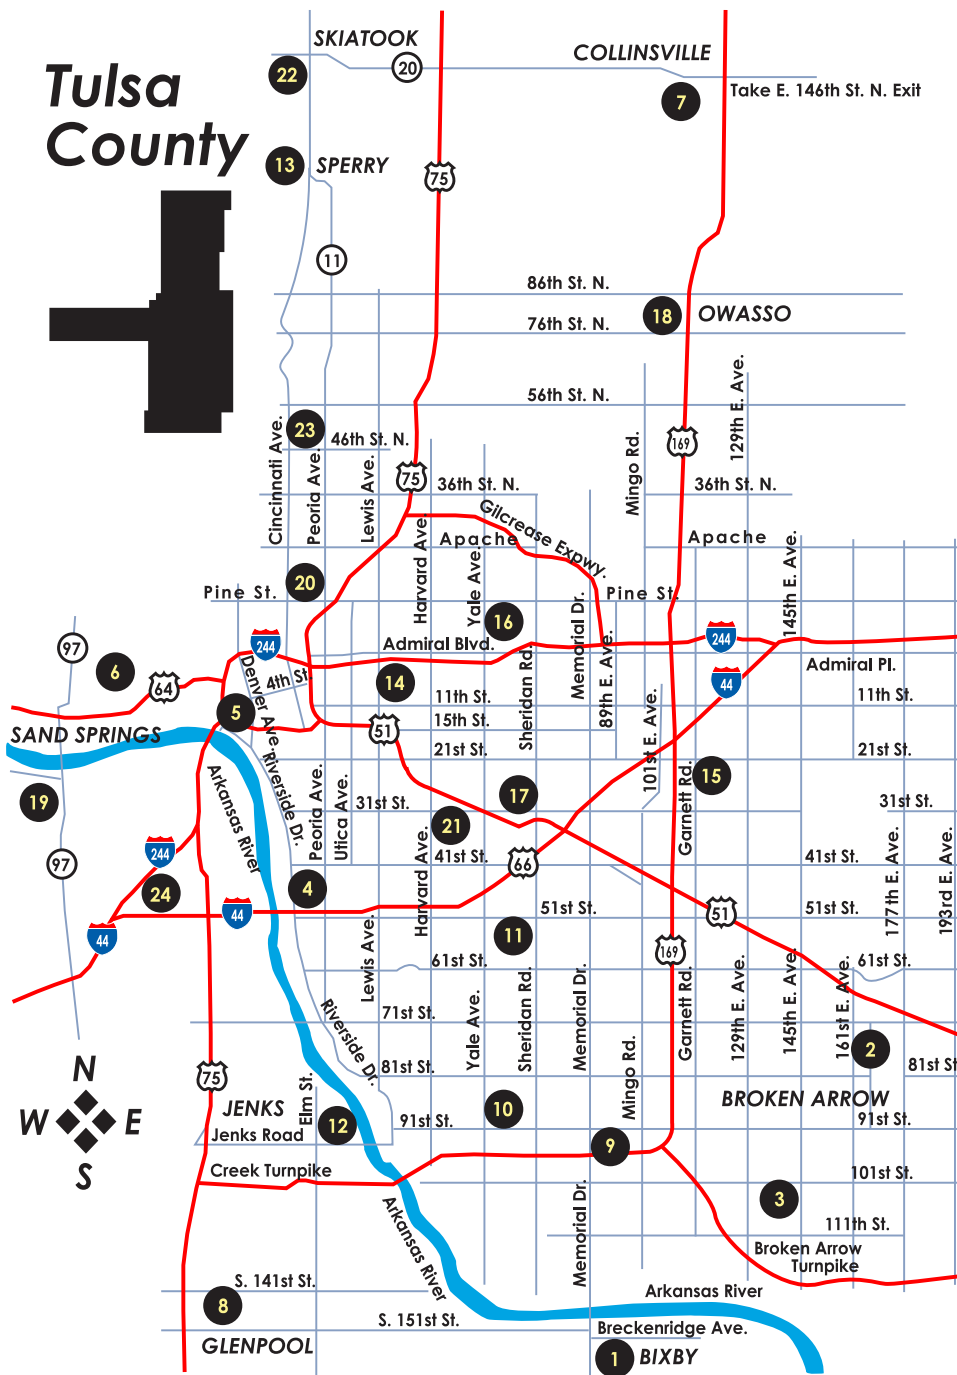 SKIATOOK
COLLINSVILLE
Tulsa
County
22
20
7
Take E. 146th St. N. Exit
13
SPERRY
75
11
86th St. N.
18
OWASSO
76th St. N.
56th St. N.
129th E. Ave.
Cincinnati Ave.
23
46th St. N.
Peoria Ave.
Lewis Ave.
75
Mingo Rd.
169
36th St. N.
36th St. N.
Gilcrease Expwy.
Harvard Ave.
Apache
Yale Ave.
Apache
145th E. Ave.
20
Pine St.
Pine St.
16
Memorial Dr.
97
244
Admiral Blvd.
244
6
64
Denver Ave.
4th St.
14
Sheridan Rd.
89th E. Ave.
44
Admiral Pl.
11th St.
11th St.
5
51
15th St.
SAND SPRINGS
21st St.
101st E. Ave.
21st St.
Arkansas River
Riverside Dr.
Peoria Ave.
Utica Ave.
19
31st St.
17
15
Garnett Rd.
31st St.
21
Harvard Ave.
244
97
41st St.
66
41st St.
177th E. Ave.
193rd E. Ave.
24
4
44
51st St.
51
51st St.
44
Lewis Ave.
11
169
61st St.
61st St.
Riverside Dr.
71st St.
Yale Ave.
Sheridan Rd.
Memorial Dr.
Garnett Rd.
129th E. Ave.
145th E. Ave.
161st E. Ave.
2
N
75
81st St.
81st St
Mingo Rd.
W
E
JENKS
Elm St.
12
10
BROKEN ARROW
91st St.
91st St.
Jenks Road
9
S
Creek Turnpike
101st St.
Arkansas River
Memorial Dr.
3
111th St.
Broken Arrow
Turnpike
S. 141st St.
Arkansas River
8
S. 151st St.
Breckenridge Ave.
GLENPOOL
1
BIXBY